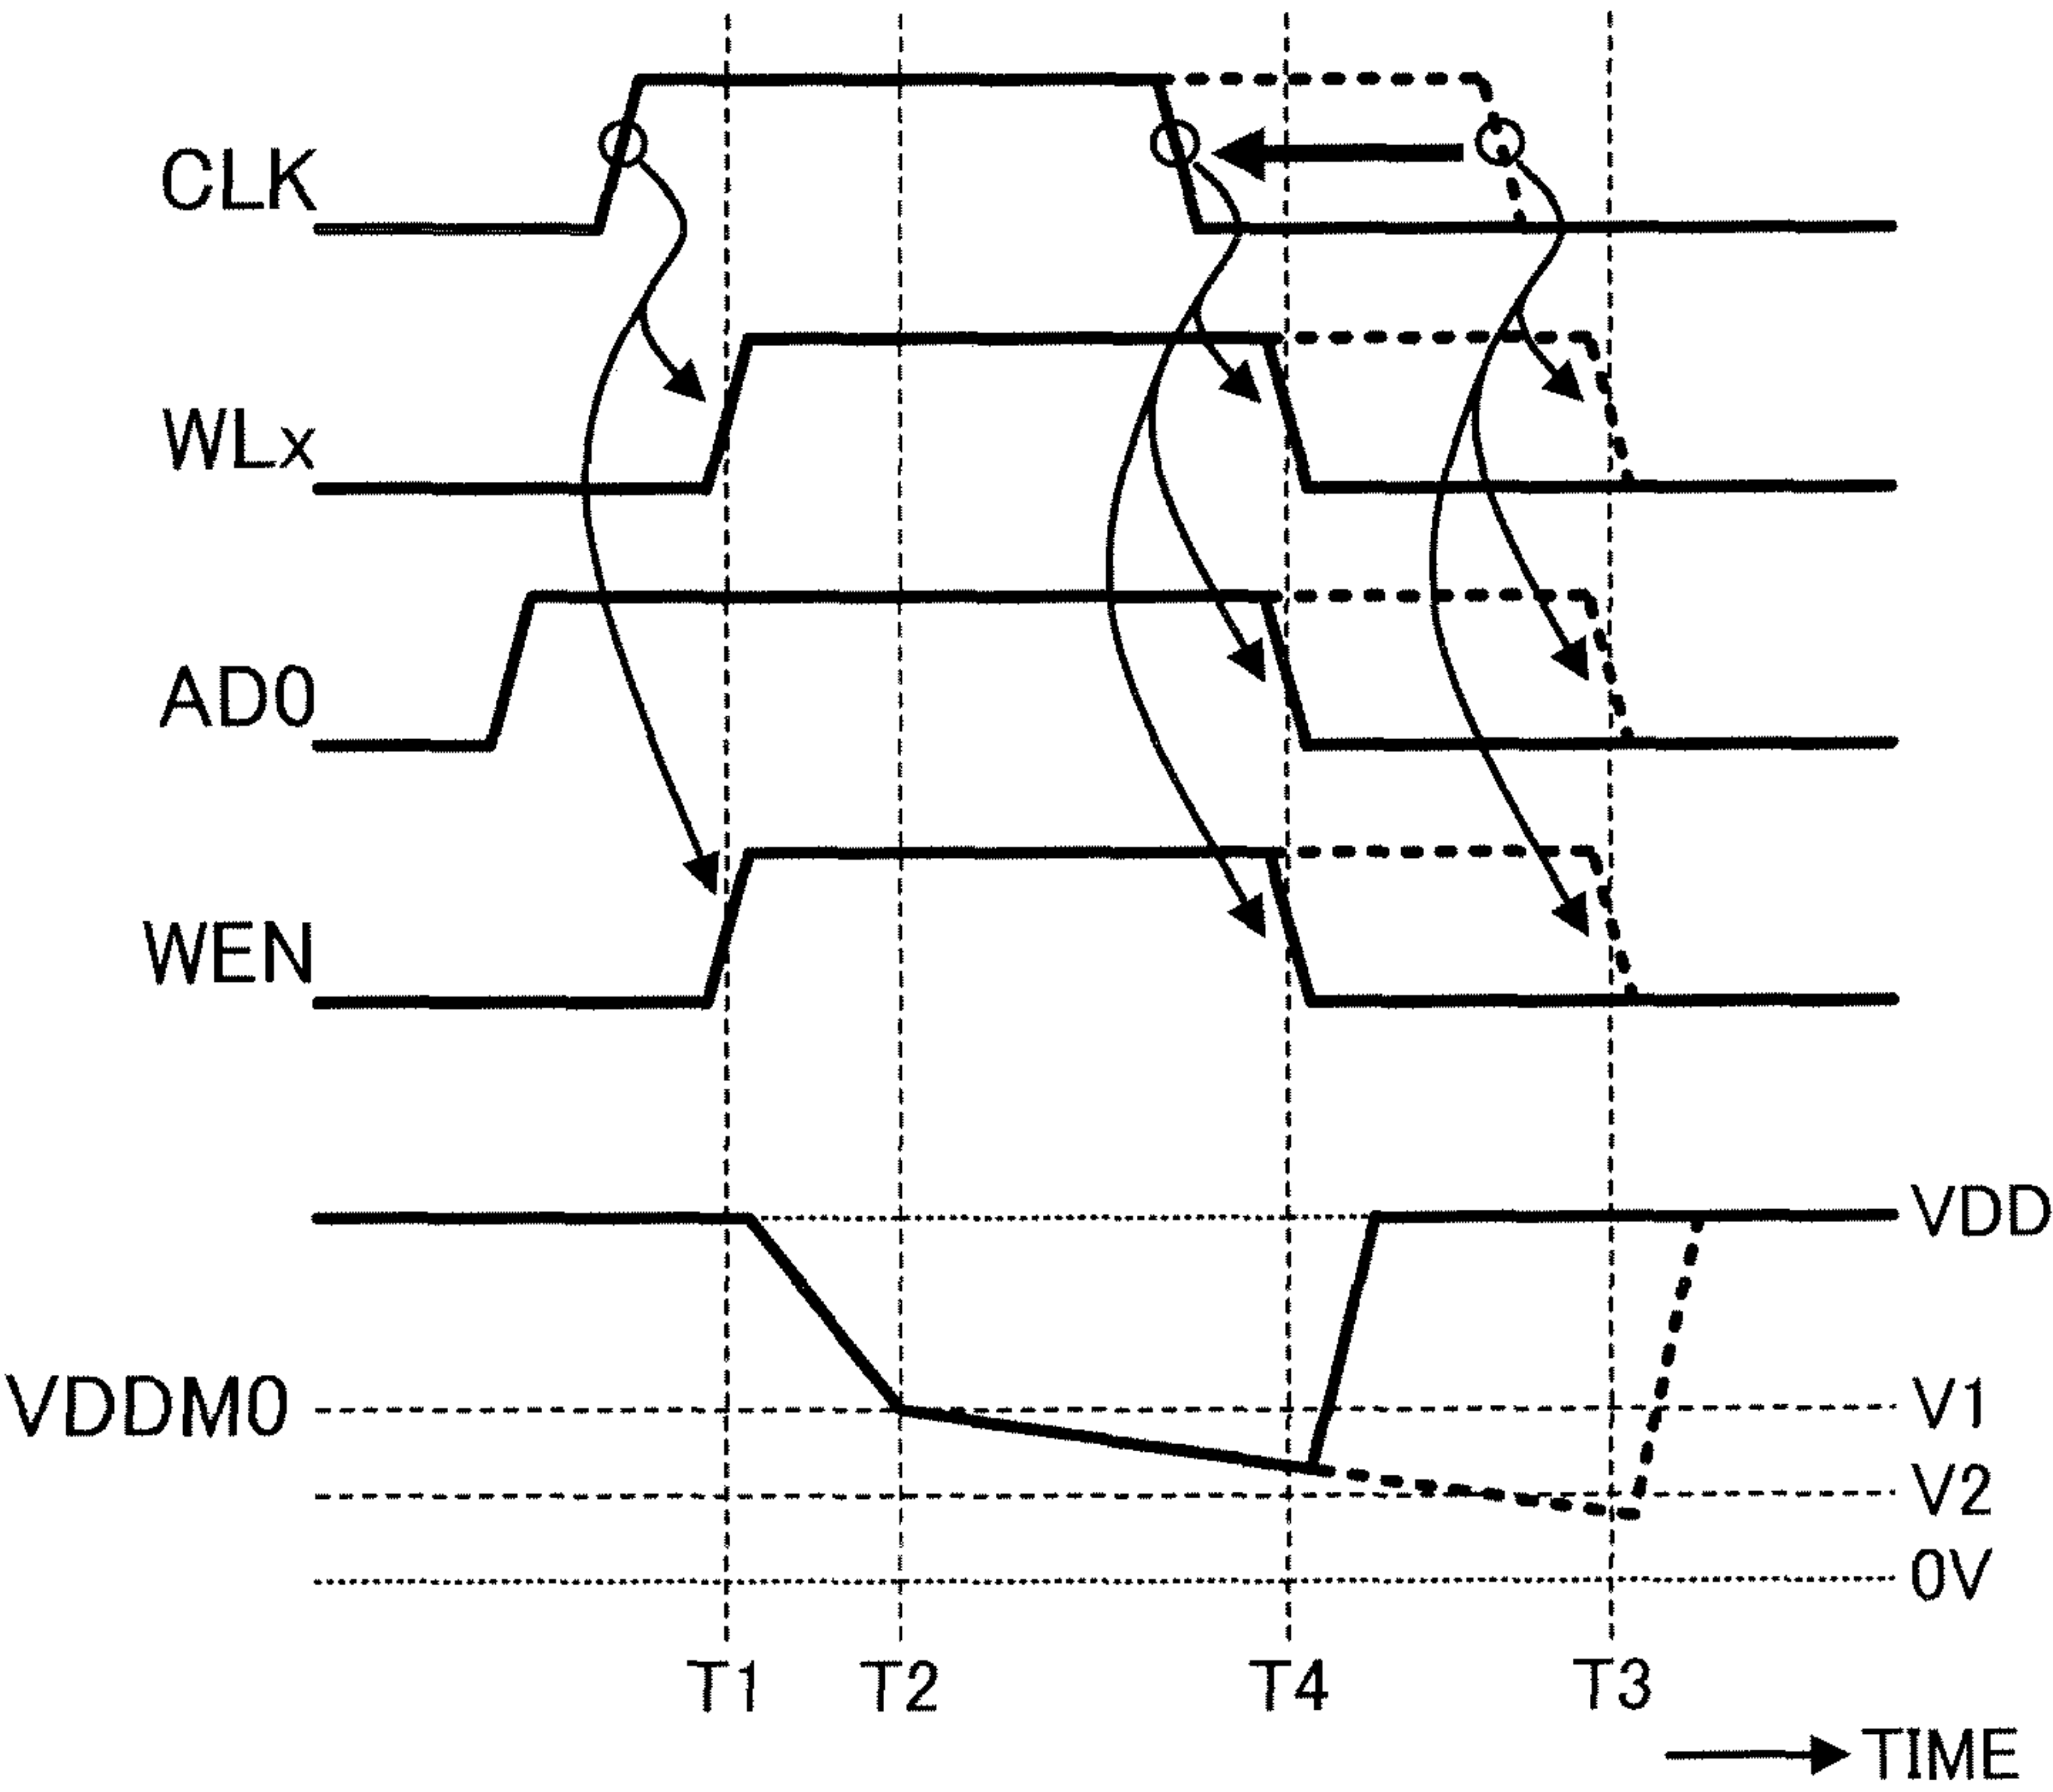 CLK
WLx
AD0
WEN
VDD
VDDM0
V1
V2
0V
T1 T2 T4 T3
TIME